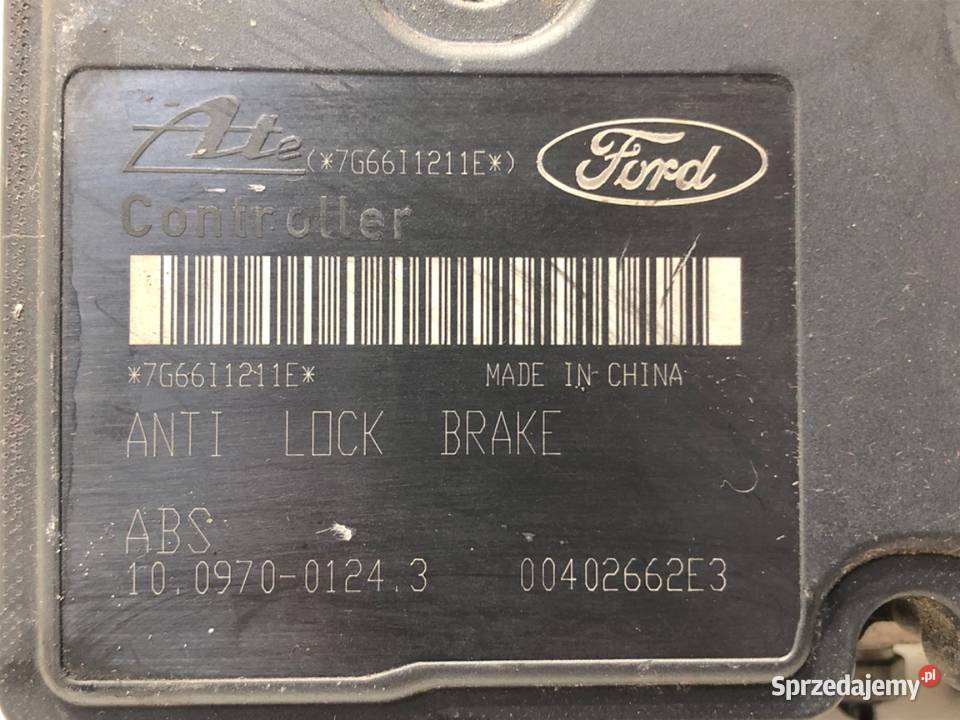 Ate (*7G66I1211E*) Ford
Controller
*7G66I1211E* MADE IN CHINA
ANTI LOCK BRAKE
ABS
10.0970-0124.3 00402662E3
Sprzedajemy.pl